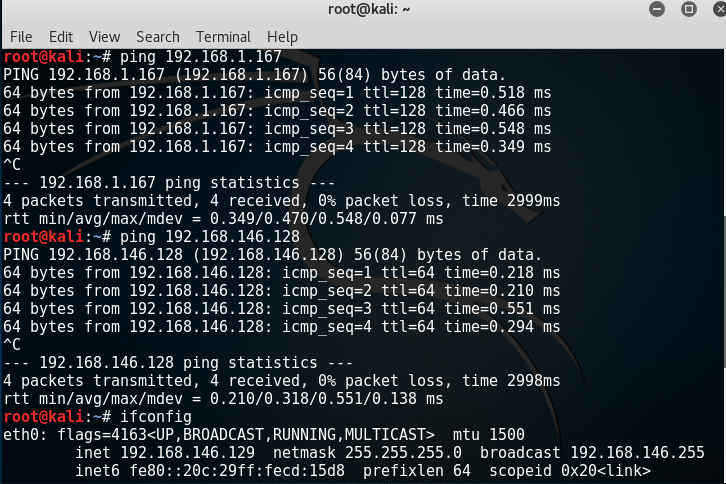 root@kali: ~
File Edit View Search Terminal Help
root@kali:~# ping 192.168.1.167
PING 192.168.1.167 (192.168.1.167) 56(84) bytes of data.
64 bytes from 192.168.1.167: icmp_seq=1 ttl=128 time=0.518 ms
64 bytes from 192.168.1.167: icmp_seq=2 ttl=128 time=0.466 ms
64 bytes from 192.168.1.167: icmp_seq=3 ttl=128 time=0.548 ms
64 bytes from 192.168.1.167: icmp_seq=4 ttl=128 time=0.349 ms
^C
--- 192.168.1.167 ping statistics ---
4 packets transmitted, 4 received, 0% packet loss, time 2999ms
rtt min/avg/max/mdev = 0.349/0.470/0.548/0.077 ms
root@kali:~# ping 192.168.146.128
PING 192.168.146.128 (192.168.146.128) 56(84) bytes of data.
64 bytes from 192.168.146.128: icmp_seq=1 ttl=64 time=0.218 ms
64 bytes from 192.168.146.128: icmp_seq=2 ttl=64 time=0.210 ms
64 bytes from 192.168.146.128: icmp_seq=3 ttl=64 time=0.551 ms
64 bytes from 192.168.146.128: icmp_seq=4 ttl=64 time=0.294 ms
^C
--- 192.168.146.128 ping statistics ---
4 packets transmitted, 4 received, 0% packet loss, time 2998ms
rtt min/avg/max/mdev = 0.210/0.318/0.551/0.138 ms
root@kali:~# ifconfig
eth0: flags=4163<UP,BROADCAST,RUNNING,MULTICAST>  mtu 1500
        inet 192.168.146.129  netmask 255.255.255.0  broadcast 192.168.146.255
        inet6 fe80::20c:29ff:fecd:15d8  prefixlen 64  scopeid 0x20<link>